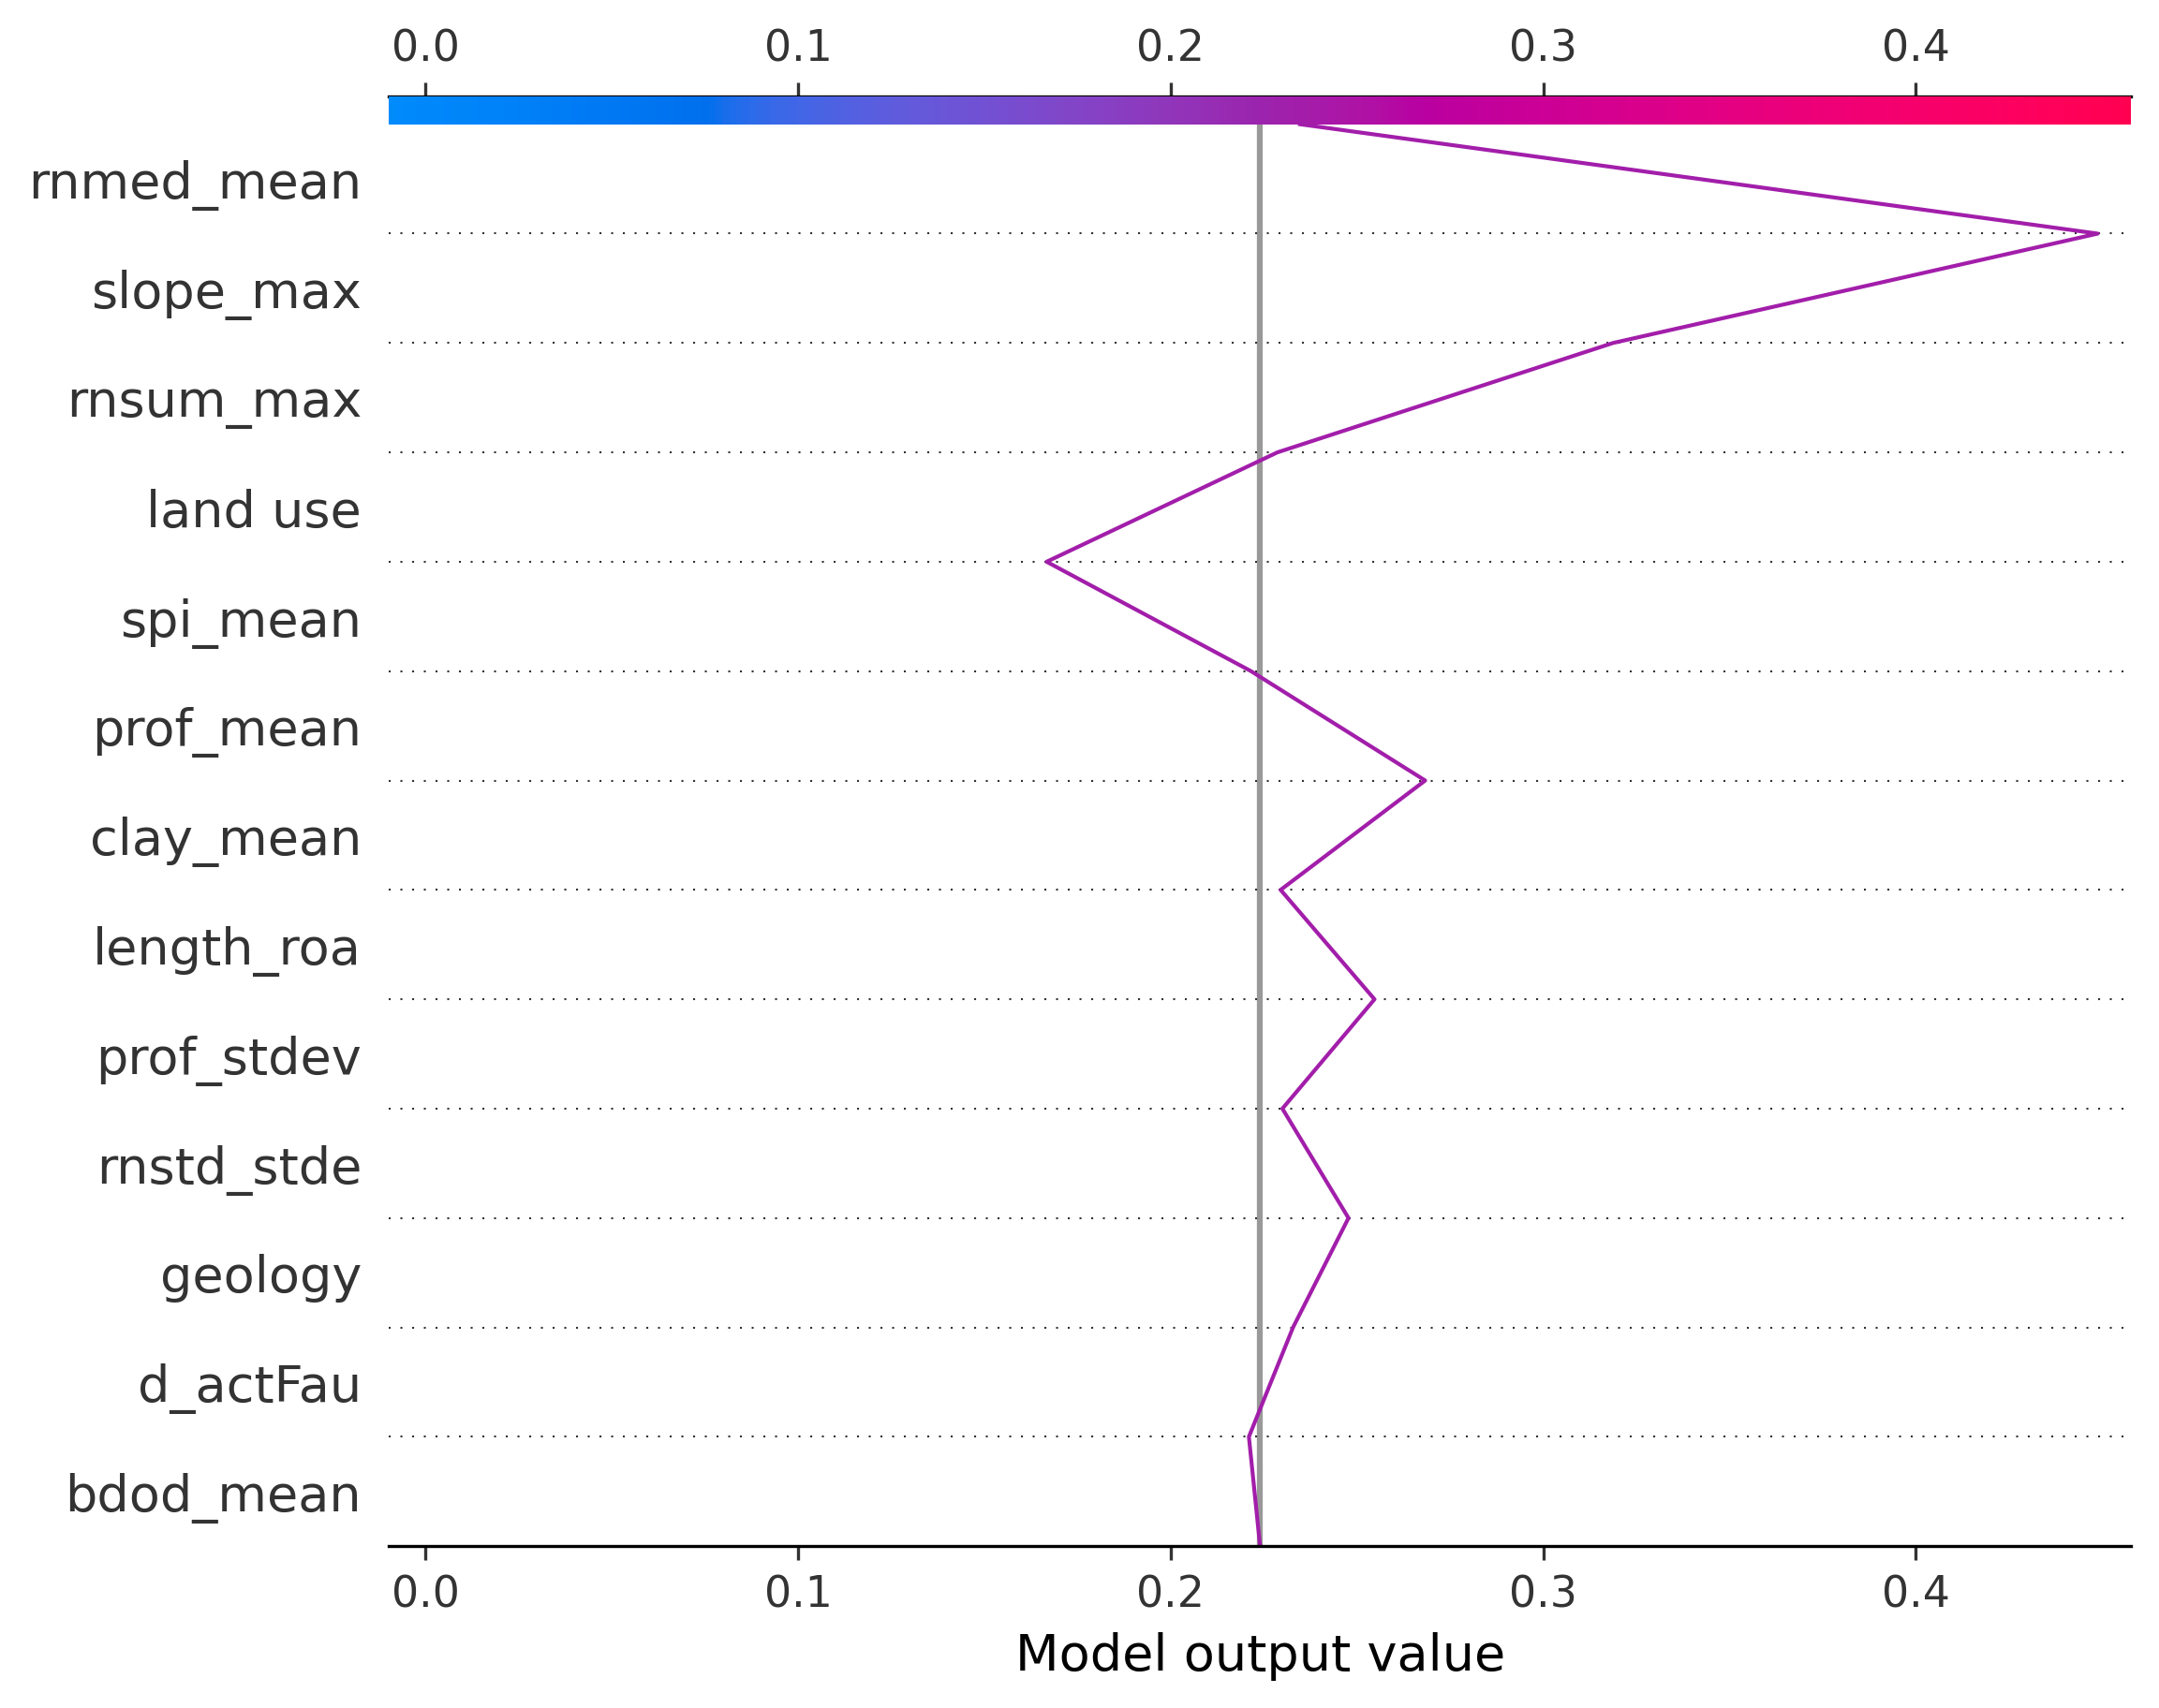 0.0 0.1 0.2 0.3 0.4
rnmed_mean
slope_max
rnsum_max
land use
spi_mean
prof_mean
clay_mean
length_roa
prof_stdev
rnstd_stde
geology
d_actFau
bdod_mean
0.0 0.1 0.2 0.3 0.4
Model output value